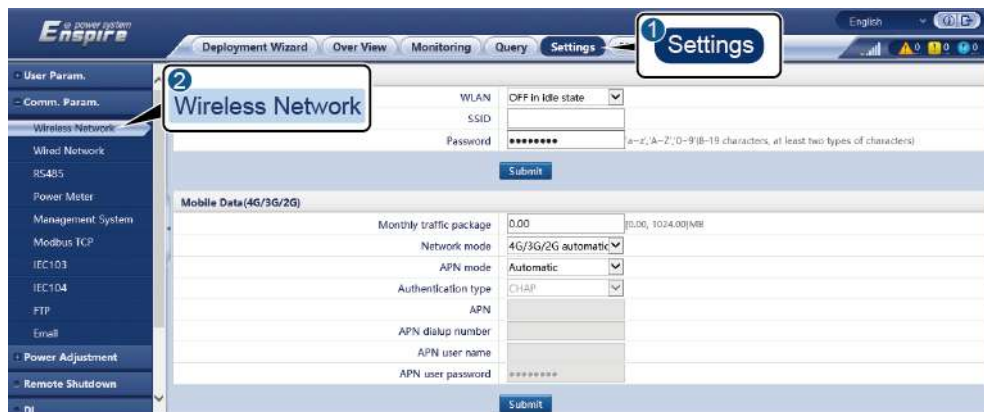 e power system
Enspire
English
Deployment Wizard Over View Monitoring Query Settings
1 Settings
0 0 0
User Param.
Comm. Param.
2 Wireless Network
Wireless Network
Wired Network
RS485
Power Meter
Management System
Modbus TCP
IEC103
IEC104
FTP
Email
Power Adjustment
Remote Shutdown
DI
WLAN OFF in idle state
SSID
Password •••••••• 'a~z','A~Z','0~9'(8-19 characters, at least two types of characters)
Submit
Mobile Data(4G/3G/2G)
Monthly traffic package 0.00 [0.00, 1024.00]MB
Network mode 4G/3G/2G automatic
APN mode Automatic
Authentication type CHAP
APN
APN dialup number
APN user name
APN user password ••••••••
Submit